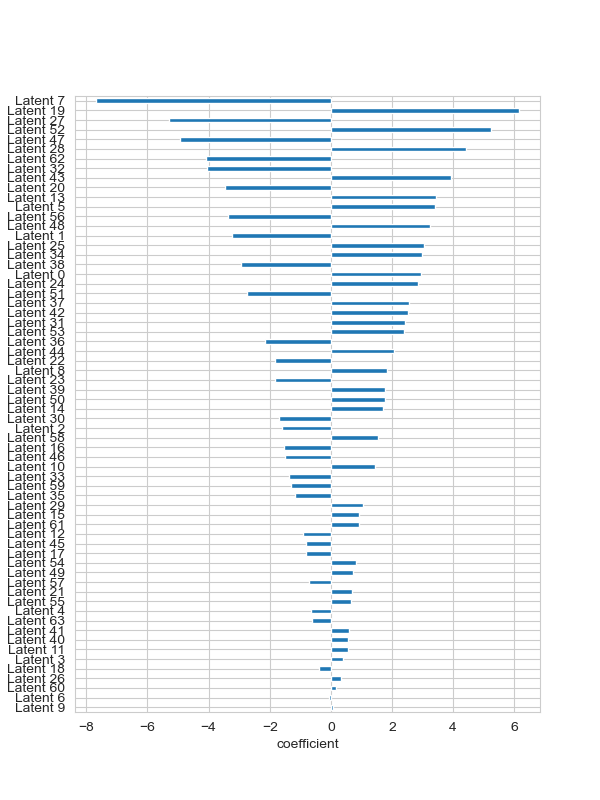 Latent 7
Latent 19
Latent 27
Latent 52
Latent 47
Latent 28
Latent 62
Latent 32
Latent 43
Latent 20
Latent 13
Latent 5
Latent 56
Latent 48
Latent 1
Latent 25
Latent 34
Latent 38
Latent 0
Latent 24
Latent 51
Latent 37
Latent 42
Latent 31
Latent 53
Latent 36
Latent 44
Latent 22
Latent 8
Latent 23
Latent 39
Latent 50
Latent 14
Latent 30
Latent 2
Latent 58
Latent 16
Latent 46
Latent 10
Latent 33
Latent 59
Latent 35
Latent 29
Latent 15
Latent 61
Latent 12
Latent 45
Latent 17
Latent 54
Latent 49
Latent 57
Latent 21
Latent 55
Latent 4
Latent 63
Latent 41
Latent 40
Latent 11
Latent 3
Latent 18
Latent 26
Latent 60
Latent 6
Latent 9
−8 −6 −4 −2 0 2 4 6
coefficient